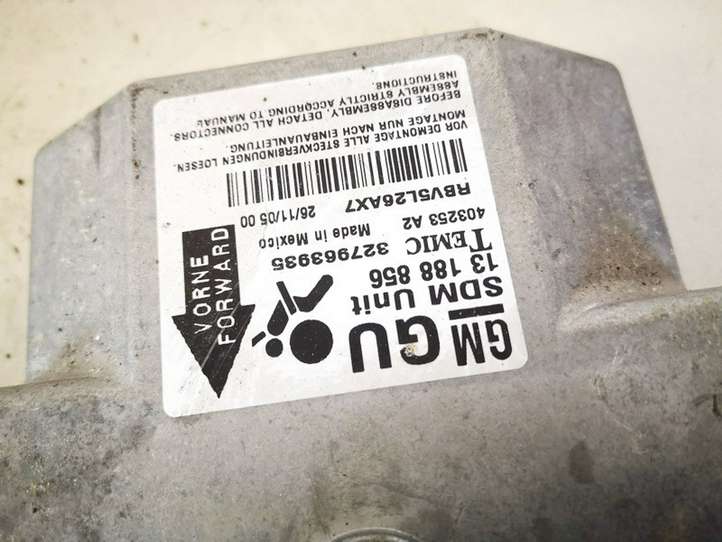 GM GU
SDM Unit
13 188 856
TEMIC 327963935
403253 A2 Made in Mexico
RBV5L26AX7 26/11/05 00
VORNE
FORWARD
VOR DEMONTAGE ALLE STECKVERBINDUNGEN LOESEN.
MONTAGE NUR NACH EINBAUANLEITUNG.
BEFORE DISASSEMBLY, DETACH ALL CONNECTORS.
ASSEMBLY STRICTLY ACCORDING TO MANUAL
INSTRUCTIONS.